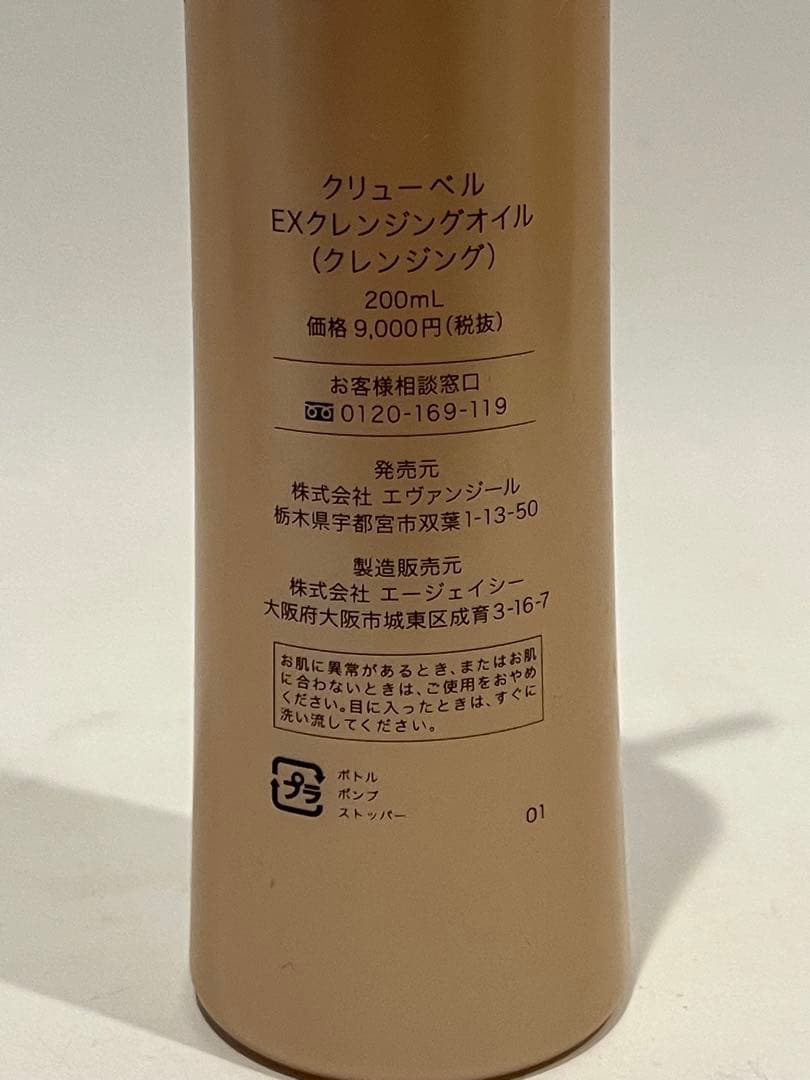 クリューベル
EXクレンジングオイル
(クレンジング)
200mL
価格 9,000円(税抜)
お客様相談窓口
0120-169-119
発売元
株式会社 エヴァンジール
栃木県宇都宮市双葉1-13-50
製造販売元
株式会社 エージェイシー
大阪府大阪市城東区成育3-16-7
お肌に異常があるとき、またはお肌
に合わないときは、ご使用をおやめ
ください。目に入ったときは、すぐに
洗い流してください。
プラ
ボトル
ポンプ
ストッパー
01